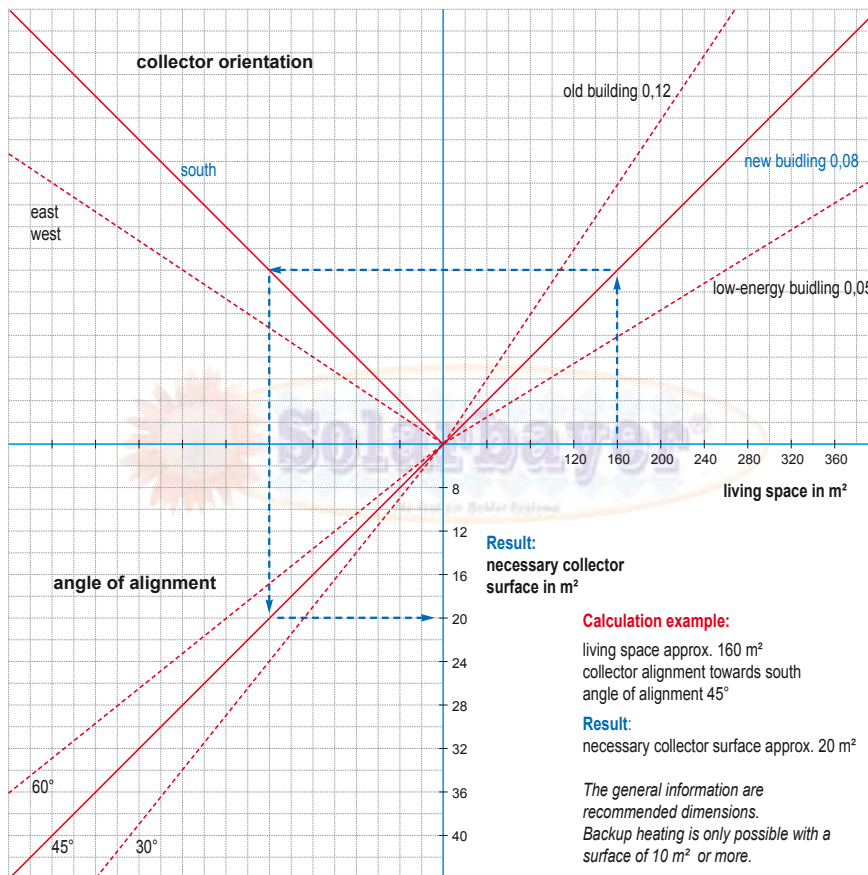 collector orientation
old building 0,12
south
new buidling 0,08
east
west
low-energy buidling 0,05
Solarbayer®
120 160 200 240 280 320 360
living space in m²
8
12
Result:
necessary collector
surface in m²
16
angle of alignment
20
24
28
32
36
40
60°
45°
30°
Calculation example:
living space approx. 160 m²
collector alignment towards south
angle of alignment 45°
Result:
necessary collector surface approx. 20 m²
The general information are
recommended dimensions.
Backup heating is only possible with a
surface of 10 m² or more.